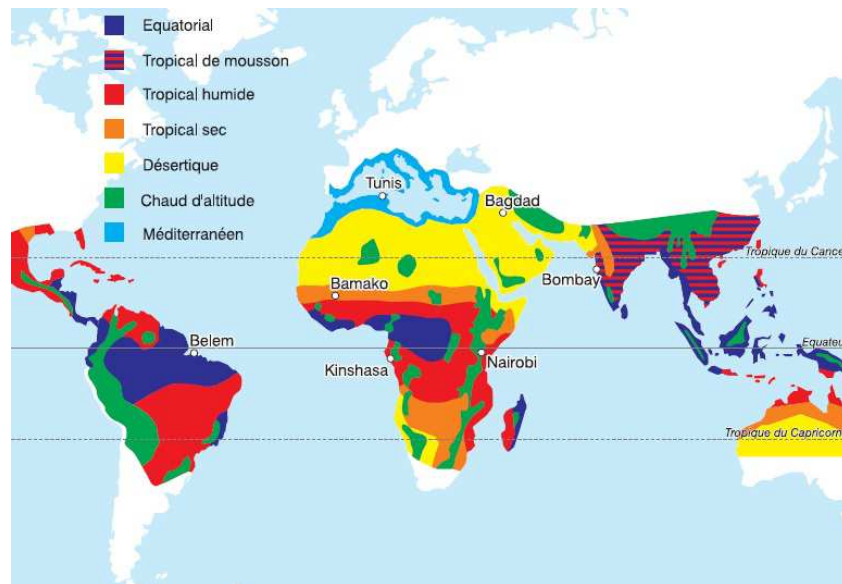 Equatorial
Tropical de mousson
Tropical humide
Tropical sec
Désertique
Chaud d'altitude
Méditerranéen
Tunis
Bagdad
Tropique du Cance
Bombay
Bamako
Belem
Equateu
Kinshasa
Nairobi
Tropique du Capricorn